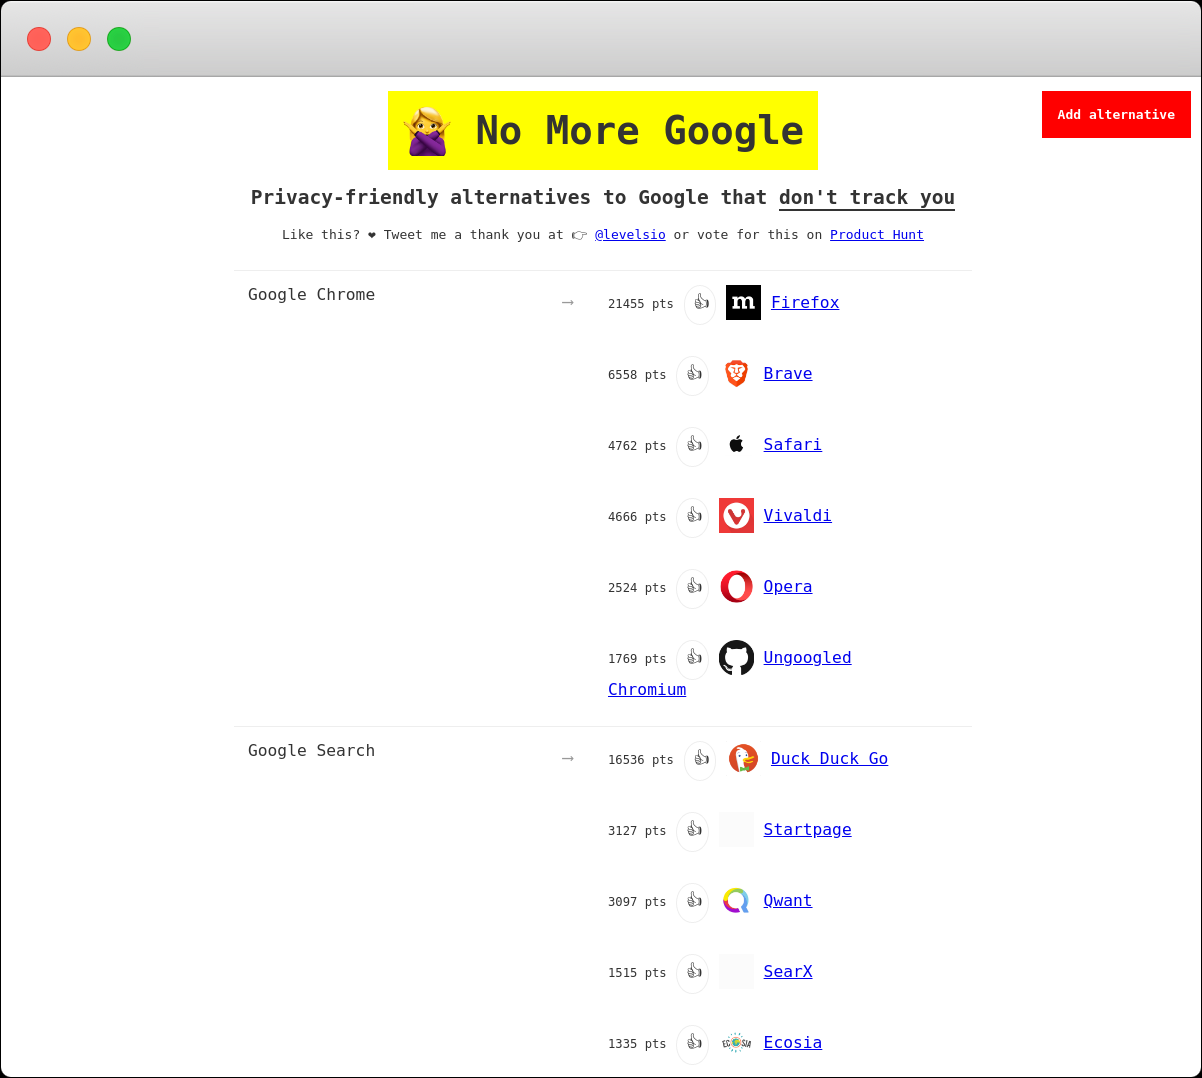 🙅‍♀️ No More Google
Add alternative
Privacy-friendly alternatives to Google that don't track you
Like this? ❤ Tweet me a thank you at 👉 @levelsio or vote for this on Product Hunt
Google Chrome → 21455 pts 👍 m Firefox
6558 pts 👍 Brave
4762 pts 👍 Safari
4666 pts 👍 Vivaldi
2524 pts 👍 Opera
1769 pts 👍 Ungoogled
Chromium
Google Search → 16536 pts 👍 Duck Duck Go
3127 pts 👍 Startpage
3097 pts 👍 Qwant
1515 pts 👍 SearX
1335 pts 👍 ECOSIA Ecosia